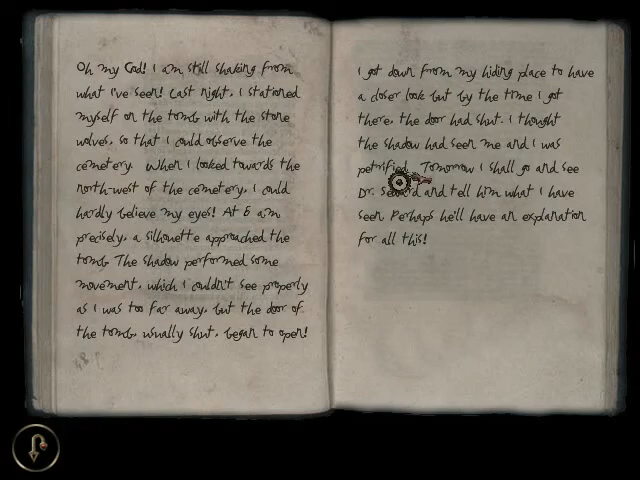 Oh my God! I am still shaking from
what I've seen! Last night, I stationed
myself on the tomb with the stone
wolves, so that I could observe the
cemetery. When I looked towards the
north-west of the cemetery, I could
hardly believe my eyes! At 6 am
precisely, a silhouette approached the
tomb. The shadow performed some
movement, which I couldn't see properly
as I was too far away, but the door of
the tomb, usually shut, began to open!
I got down from my hiding place to have
a closer look but by the time I got
there, the door had shut. I thought
the shadow had seen me and I was
petrified. Tomorrow I shall go and see
Dr. Seward and tell him what I have
seen. Perhaps he'll have an explanation
for all this!